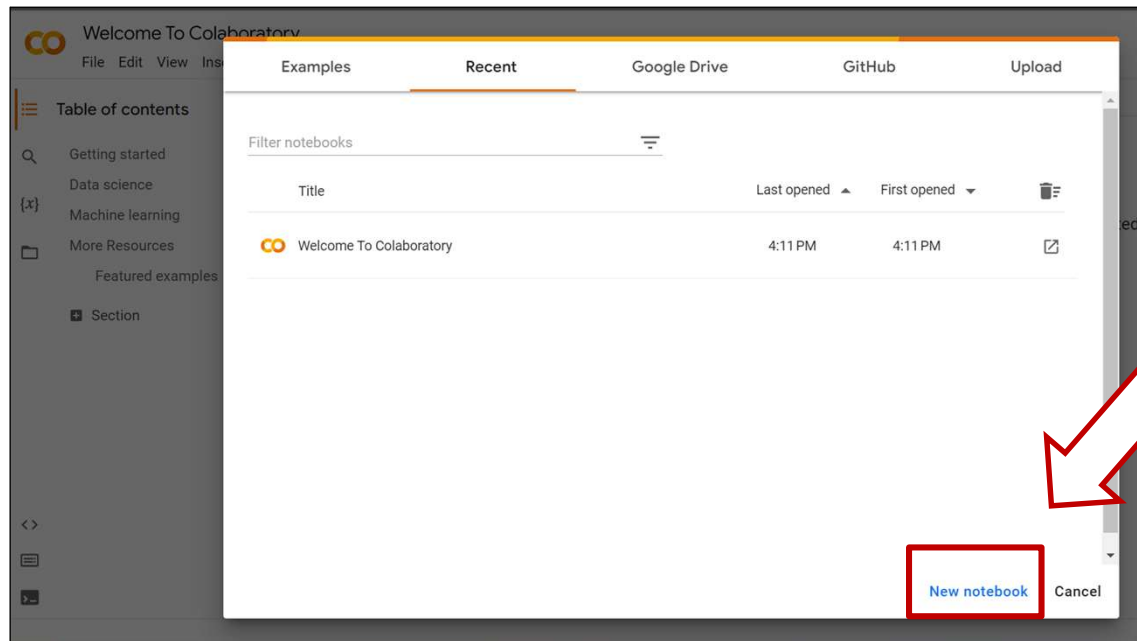 Welcome To Colaboratory
File Edit View Ins
Examples Recent Google Drive GitHub Upload
Table of contents
Filter notebooks
Getting started
Data science
Title Last opened First opened
{x}
Machine learning
More Resources
Welcome To Colaboratory 4:11 PM 4:11 PM
Featured examples
Section
<>
New notebook Cancel